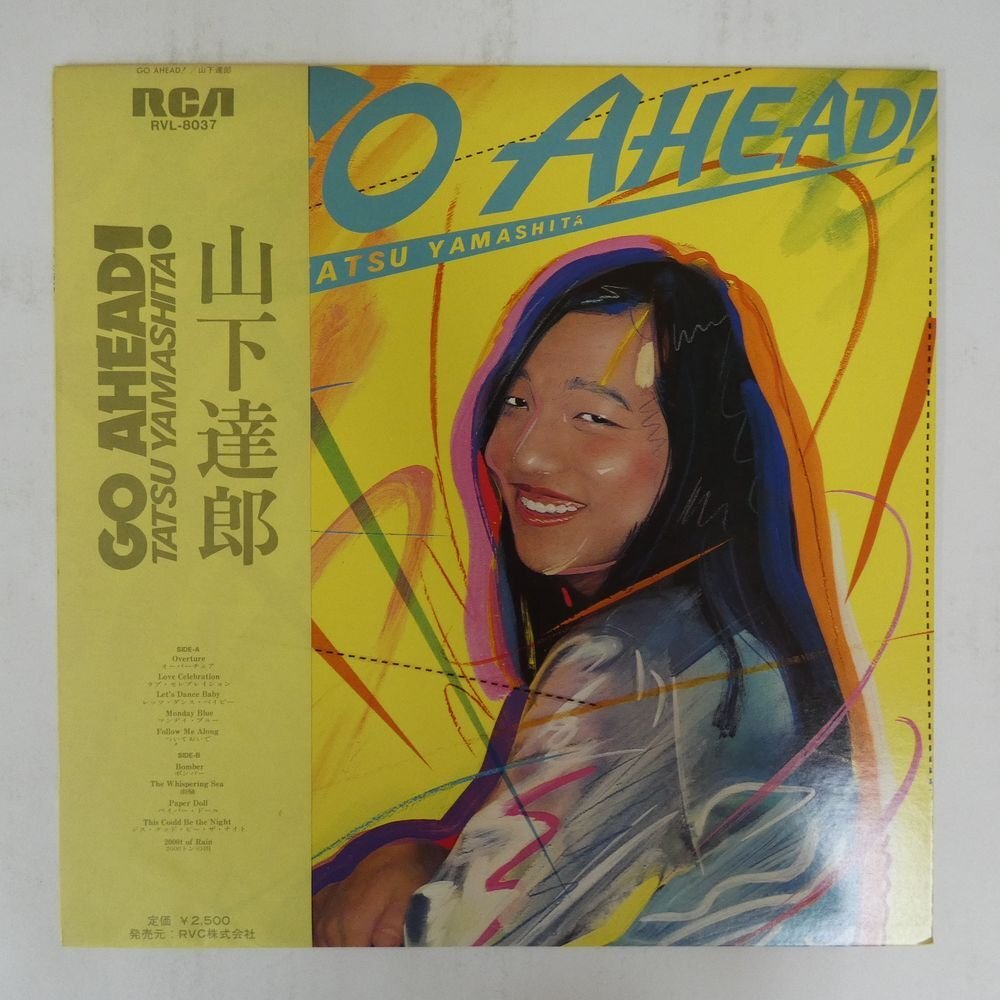 GO AHEAD! / 山下達郎
RCA
RVL-8037
GO AHEAD!
TATSU YAMASHITA!
山下達郎
SIDE-A
Overture
オーバーチュア
Love Celebration
ラブ・セレブレイション
Let's Dance Baby
レッツ・ダンス・ベイビー
Monday Blue
マンデイ・ブルー
Follow Me Along
ついておいで
SIDE-B
Bomber
ボンバー
The Whispering Sea
潮騒
Paper Doll
ペイパー・ドール
This Could Be the Night
ジス・クッド・ビー・ザ・ナイト
2000t of Rain
2000トンの雨
定価 ¥2,500
発売元:RVC株式会社
GO AHEAD!
ATSU YAMASHITA